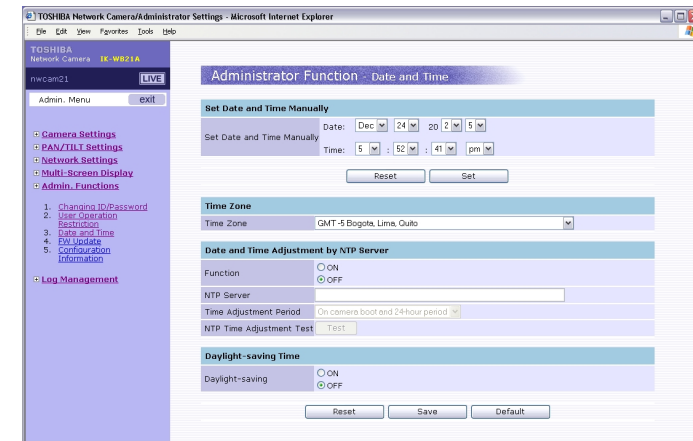 TOSHIBA Network Camera/Administrator Settings - Microsoft Internet Explorer
File Edit View Favorites Tools Help
TOSHIBA
Network Camera IK-WB21A
nwcam21 LIVE
Admin. Menu exit
Camera Settings
PAN/TILT Settings
Network Settings
Multi-Screen Display
Admin. Functions
1. Changing ID/Password
2. User Operation
Restriction
3. Date and Time
4. FW Update
5. Configuration
Information
Log Management
Administrator Function - Date and Time
Set Date and Time Manually
Set Date and Time Manually
Date: Dec 24 20 2 5
Time: 5 : 52 : 41 pm
Reset Set
Time Zone
Time Zone GMT -5 Bogota, Lima, Quito
Date and Time Adjustment by NTP Server
Function
ON
OFF
NTP Server
Time Adjustment Period On camera boot and 24-hour period
NTP Time Adjustment Test Test
Daylight-saving Time
Daylight-saving
ON
OFF
Reset Save Default